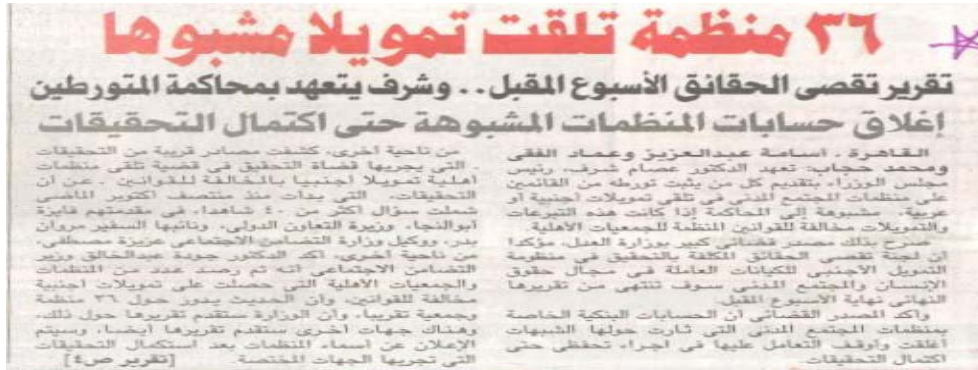 ٣٦ منظمة تلقت تمويلا مشبوها
تقرير تقصى الحقائق الأسبوع المقبل.. وشرف يتعهد بمحاكمة المتورطين
إغلاق حسابات المنظمات المشبوهة حتى اكتمال التحقيقات
القاهرة . أسامة عبدالعزيز وعماد الفقى
ومحمد حجاب: تعهد الدكتور عصام شرف، رئيس
مجلس الوزراء بتقديم كل من يثبت تورطه من القائمين
على منظمات المجتمع المدنى فى تلقى تمويلات أجنبية أو
عربية. مشبوهة إلى المحاكمة إذا كانت هذه التبرعات
والتمويلات مخالفة للقوانين المنظمة للجمعيات الأهلية.
صرح بذلك مصدر قضائى كبير بوزارة العدل، مؤكدا
أن لجنة تقصى الحقائق المكلفة بالتحقيق فى منظومة
التمويل الأجنبى للكيانات العاملة فى مجال حقوق
الإنسان والمجتمع المدنى سوف تنتهى من تقريرها
النهائى نهاية الأسبوع المقبل.
وأكد المصدر القضائى أن الحسابات البنكية الخاصة
بمنظمات المجتمع المدنى التى ثارت حولها الشبهات
أغلقت وأوقف التعامل عليها فى اجراء تحفظى حتى
اكتمال التحقيقات.
من ناحية أخرى، كشفت مصادر قريبة من التحقيقات
التى يجريها قضاة التحقيق فى قضية تلقى منظمات
أهلية تمويلا أجنبيا بالمخالفة للقوانين. عن أن
التحقيقات. التى بدأت منذ منتصف أكتوبر الماضى
شملت سؤال أكثر من ٤٠ شاهدا، فى مقدمتهم فايزة
أبوالنجا، وزيرة التعاون الدولى، ونائبها السفير مروان
بدر، ووكيل وزارة التضامن الاجتماعى عزيزة مصطفى.
من ناحية أخرى، أكد الدكتور جودة عبدالخالق وزير
التضامن الاجتماعى أنه تم رصد عدد من المنظمات
والجمعيات الأهلية التى حصلت على تمويلات أجنبية
مخالفة للقوانين، وأن الحديث يدور حول ٣٦ منظمة
وجمعية تقريبا، وأن الوزارة ستقدم تقريرها حول ذلك،
وهناك جهات أخرى ستقدم تقريرها أيضا، وسيتم
الإعلان عن أسماء المنظمات بعد استكمال التحقيقات
التى تجريها الجهات المختصة. [تقرير ص٤]